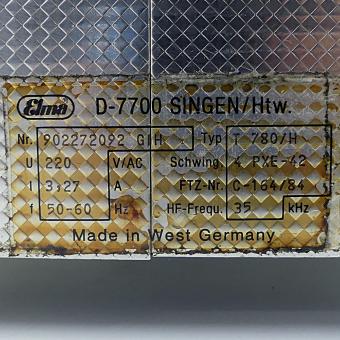 Elma D-7700 SINGEN/Htw.
Nr. 902272092 GIH Typ T 780/H
U 220 V/AC Schwing. 4 PXE-42
I 3,27 A FTZ-Nr. C-164/84
f 50-60 Hz HF-Frequ. 35 kHz
Made in West Germany